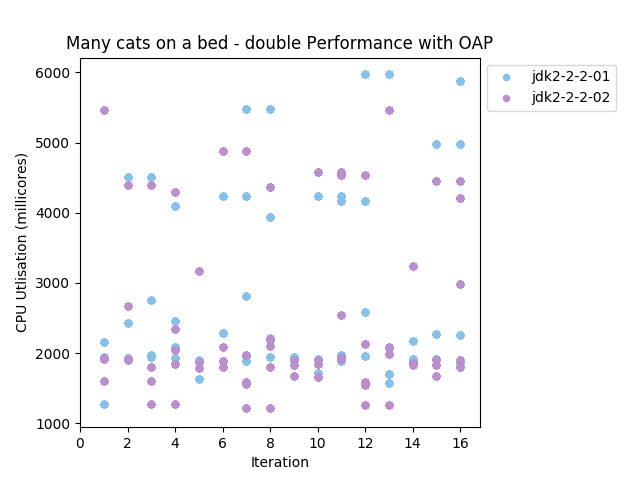 Many cats on a bed - double Performance with OAP
jdk2-2-2-01
jdk2-2-2-02
6000
5000
4000
3000
2000
1000
CPU Utlisation (millicores)
0 2 4 6 8 10 12 14 16
Iteration